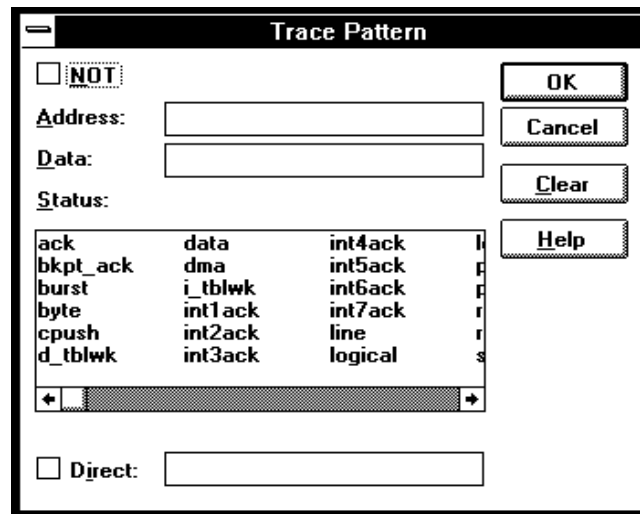 Trace Pattern
NOT
OK
Address:
Cancel
Data:
Clear
Status:
Help
ack data int4ack
bkpt_ack dma int5ack
burst i_tblwk int6ack
byte int1ack int7ack
cpush int2ack line
d_tblwk int3ack logical
Direct: